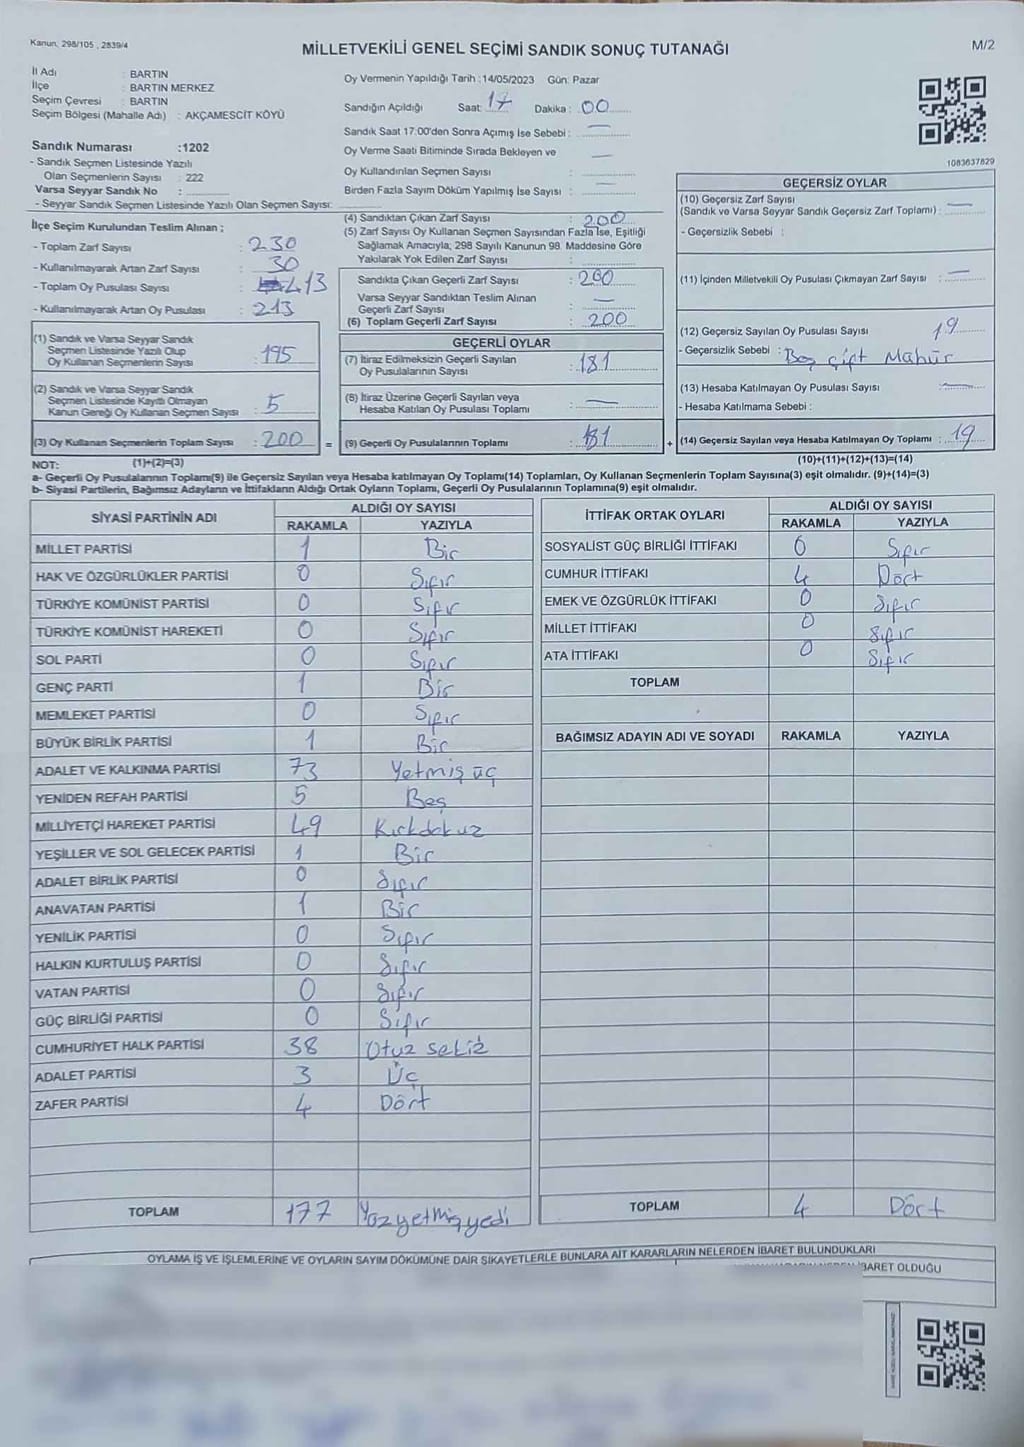 Kanun, 298/105 , 2839/4
MİLLETVEKİLİ GENEL SEÇİMİ SANDIK SONUÇ TUTANAĞI
M/2
İl Adı : BARTIN
İlçe : BARTIN MERKEZ
Seçim Çevresi : BARTIN
Seçim Bölgesi (Mahalle Adı) : AKÇAMESCİT KÖYÜ
Sandık Numarası :1202
- Sandık Seçmen Listesinde Yazılı
Olan Seçmenlerin Sayısı : 222
Varsa Seyyar Sandık No :
- Seyyar Sandık Seçmen Listesinde Yazılı Olan Seçmen Sayısı:
İlçe Seçim Kurulundan Teslim Alınan ;
- Toplam Zarf Sayısı : 230
- Kullanılmayarak Artan Zarf Sayısı : 30
- Toplam Oy Pusulası Sayısı : 413
- Kullanılmayarak Artan Oy Pusulası : 213
(1) Sandık ve Varsa Seyyar Sandık
Seçmen Listesinde Yazılı Olup
Oy Kullanan Seçmenlerin Sayısı : 195
(2) Sandık ve Varsa Seyyar Sandık
Seçmen Listesinde Kayıtlı Olmayan
Kanun Gereği Oy Kullanan Seçmen Sayısı : 5
(3) Oy Kullanan Seçmenlerin Toplam Sayısı : 200 =
Oy Vermenin Yapıldığı Tarih :14/05/2023 Gün: Pazar
Sandığın Açıldığı Saat: 17 Dakika : 00
Sandık Saat 17:00'den Sonra Açımış İse Sebebi : —
Oy Verme Saati Bitiminde Sırada Bekleyen ve
Oy Kullandırılan Seçmen Sayısı : —
Birden Fazla Sayım Döküm Yapılmış İse Sayısı : —
(4) Sandıktan Çıkan Zarf Sayısı : 200
(5) Zarf Sayısı Oy Kullanan Seçmen Sayısından Fazla İse, Eşitliği
Sağlamak Amacıyla; 298 Sayılı Kanunun 98. Maddesine Göre
Yakılarak Yok Edilen Zarf Sayısı :
Sandıkta Çıkan Geçerli Zarf Sayısı : 200
Varsa Seyyar Sandıktan Teslim Alınan
Geçerli Zarf Sayısı : —
(6) Toplam Geçerli Zarf Sayısı : 200
GEÇERLİ OYLAR
(7) İtiraz Edilmeksizin Geçerli Sayılan
Oy Pusulalarının Sayısı : 181
(8) İtiraz Üzerine Geçerli Sayılan veya
Hesaba Katılan Oy Pusulası Toplamı : —
(9) Geçerli Oy Pusulalarının Toplamı : 181 +
1083637829
GEÇERSİZ OYLAR
(10) Geçersiz Zarf Sayısı
(Sandık ve Varsa Seyyar Sandık Geçersiz Zarf Toplamı) : —
- Geçersizlik Sebebi :
(11) İçinden Milletvekili Oy Pusulası Çıkmayan Zarf Sayısı : —
(12) Geçersiz Sayılan Oy Pusulası Sayısı : 19
- Geçersizlik Sebebi : Boş çift Mühür
(13) Hesaba Katılmayan Oy Pusulası Sayısı : —
- Hesaba Katılmama Sebebi :
(14) Geçersiz Sayılan veya Hesaba Katılmayan Oy Toplamı : 19
NOT: (1)+(2)=(3) (10)+(11)+(12)+(13)=(14)
a- Geçerli Oy Pusulalarının Toplamı(9) ile Geçersiz Sayılan veya Hesaba katılmayan Oy Toplamı(14) Toplamları, Oy Kullanan Seçmenlerin Toplam Sayısına(3) eşit olmalıdır. (9)+(14)=(3)
b- Siyasi Partilerin, Bağımsız Adayların ve İttifakların Aldığı Ortak Oyların Toplamı, Geçerli Oy Pusulalarının Toplamına(9) eşit olmalıdır.
SİYASİ PARTİNİN ADI ALDIĞI OY SAYISI
RAKAMLA YAZIYLA
MİLLET PARTİSİ 1 Bir
HAK VE ÖZGÜRLÜKLER PARTİSİ 0 Sıfır
TÜRKİYE KOMÜNİST PARTİSİ 0 Sıfır
TÜRKİYE KOMÜNİST HAREKETİ 0 Sıfır
SOL PARTİ 0 Sıfır
GENÇ PARTİ 1 Bir
MEMLEKET PARTİSİ 0 Sıfır
BÜYÜK BİRLİK PARTİSİ 1 Bir
ADALET VE KALKINMA PARTİSİ 73 Yetmiş üç
YENİDEN REFAH PARTİSİ 5 Beş
MİLLİYETÇİ HAREKET PARTİSİ 49 Kırkdokuz
YEŞİLLER VE SOL GELECEK PARTİSİ 1 Bir
ADALET BİRLİK PARTİSİ 0 Sıfır
ANAVATAN PARTİSİ 1 Bir
YENİLİK PARTİSİ 0 Sıfır
HALKIN KURTULUŞ PARTİSİ 0 Sıfır
VATAN PARTİSİ 0 Sıfır
GÜÇ BİRLİĞİ PARTİSİ 0 Sıfır
CUMHURİYET HALK PARTİSİ 38 Otuz sekiz
ADALET PARTİSİ 3 Üç
ZAFER PARTİSİ 4 Dört
TOPLAM 177 Yüzyetmişyedi
İTTİFAK ORTAK OYLARI ALDIĞI OY SAYISI
RAKAMLA YAZIYLA
SOSYALİST GÜÇ BİRLİĞİ İTTİFAKI 0 Sıfır
CUMHUR İTTİFAKI 4 Dört
EMEK VE ÖZGÜRLÜK İTTİFAKI 0 Sıfır
MİLLET İTTİFAKI 0 Sıfır
ATA İTTİFAKI 0 Sıfır
TOPLAM
BAĞIMSIZ ADAYIN ADI VE SOYADI RAKAMLA YAZIYLA
TOPLAM 4 Dört
OYLAMA İŞ VE İŞLEMLERİNE VE OYLARIN SAYIM DÖKÜMÜNE DAİR ŞİKAYETLERLE BUNLARA AİT KARARLARIN NELERDEN İBARET BULUNDUKLARI
İBARET OLDUĞU